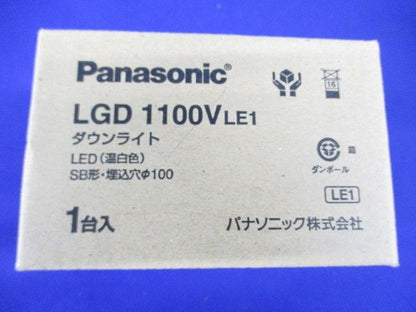 Panasonic
LGD 1100V LE1
ダウンライト
LED(温白色)
SB形・埋込穴Φ100
1台入
16
段
ダンボール
LE1
パナソニック株式会社